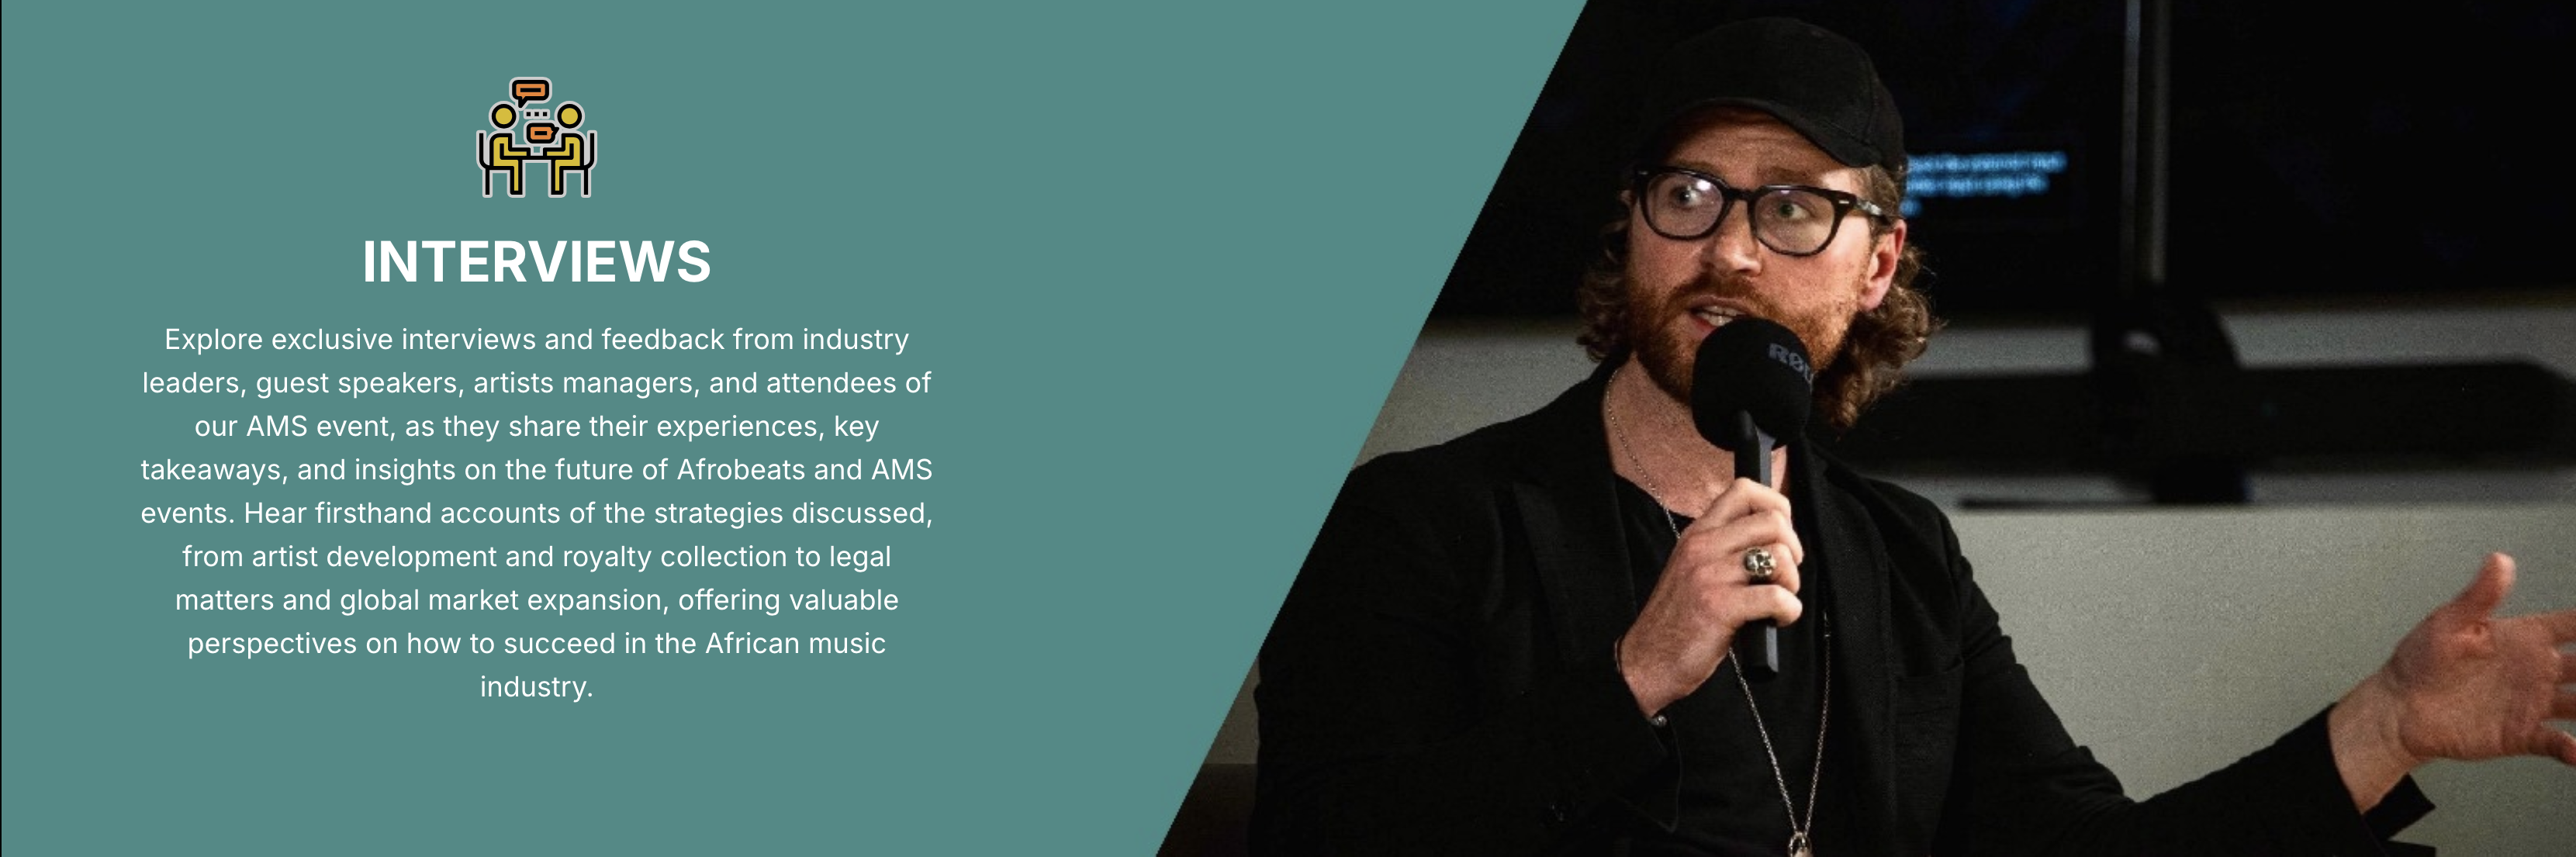 INTERVIEWS
Explore exclusive interviews and feedback from industry
leaders, guest speakers, artists managers, and attendees of
our AMS event, as they share their experiences, key
takeaways, and insights on the future of Afrobeats and AMS
events. Hear firsthand accounts of the strategies discussed,
from artist development and royalty collection to legal
matters and global market expansion, offering valuable
perspectives on how to succeed in the African music
industry.